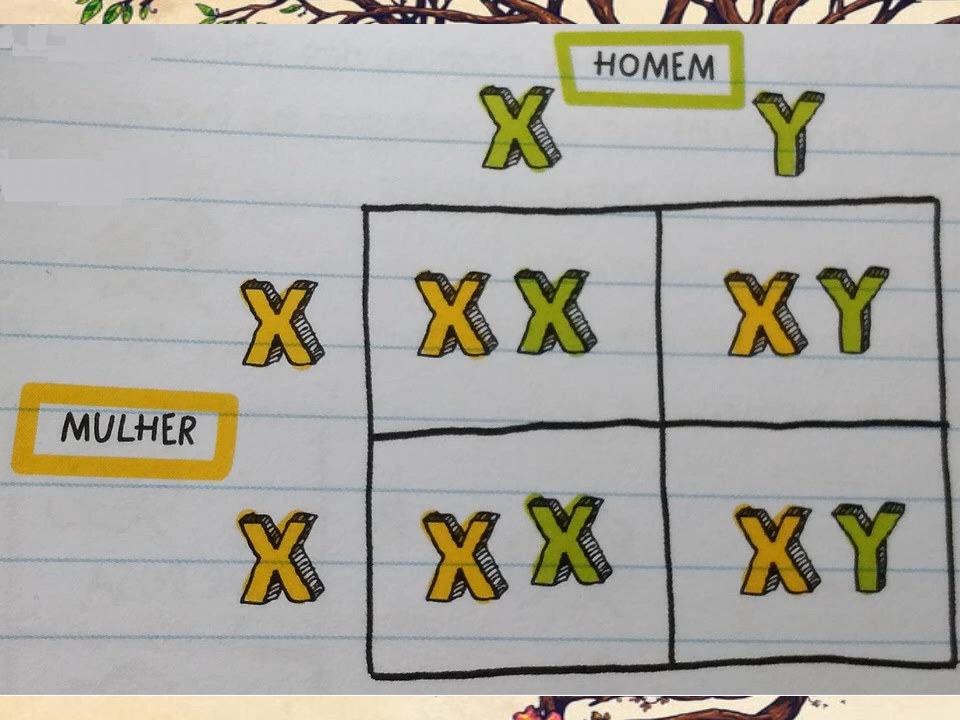 HOMEM
X Y
X XX XY
MULHER
X XX XY